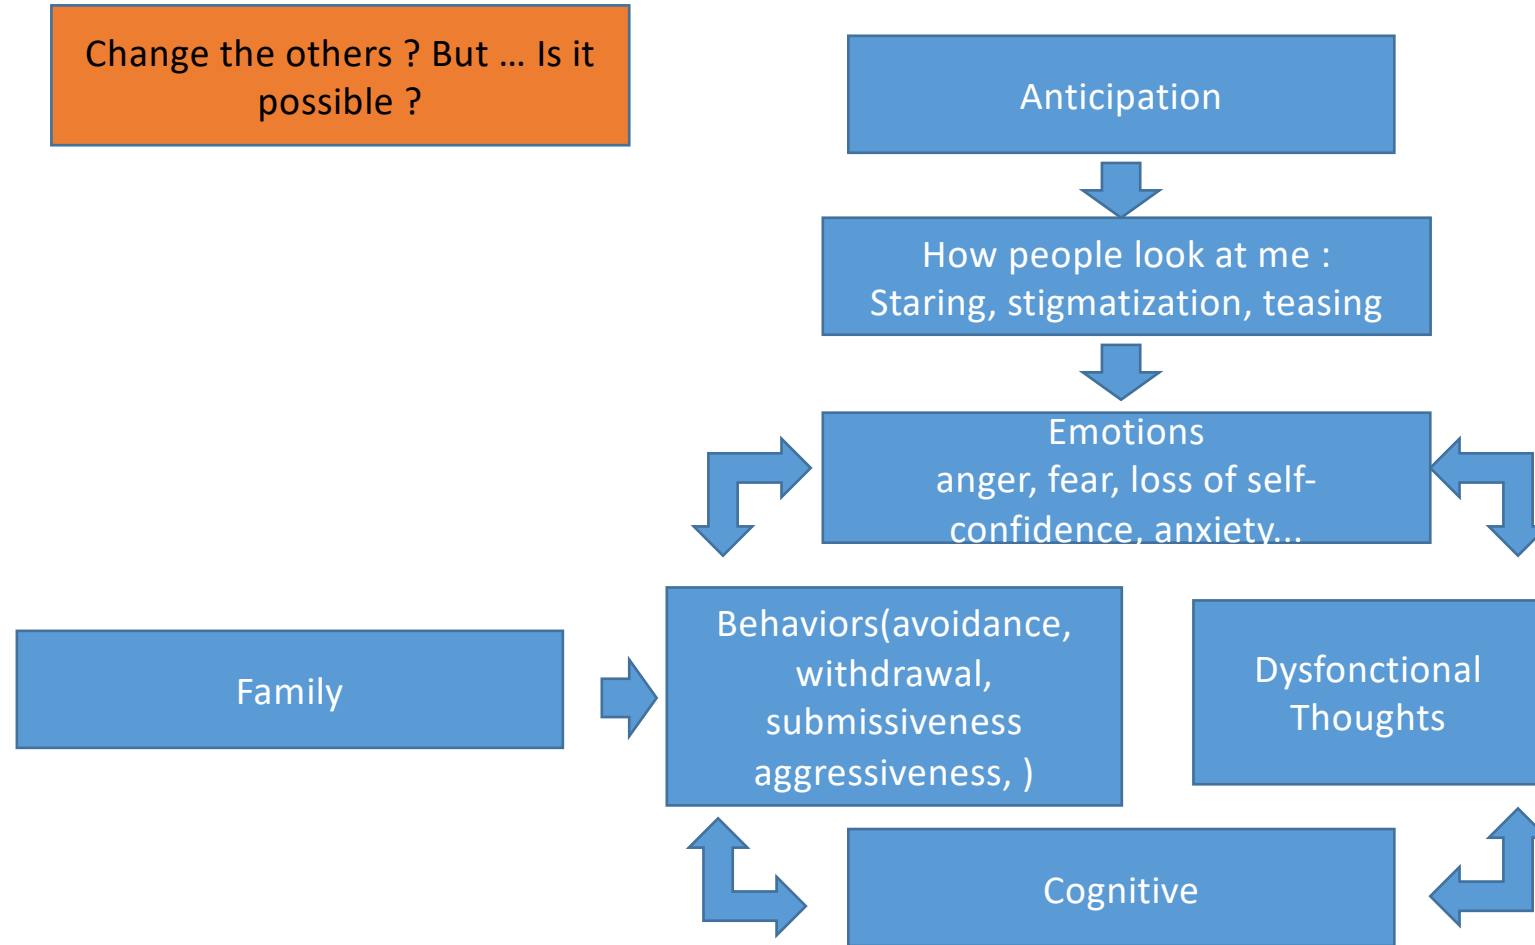 Change the others ? But … Is it
possible ?
Anticipation
How people look at me :
Staring, stigmatization, teasing
Emotions
anger, fear, loss of self-
confidence, anxiety...
Family
Behaviors(avoidance,
withdrawal,
submissiveness
aggressiveness, )
Dysfonctional
Thoughts
Cognitive